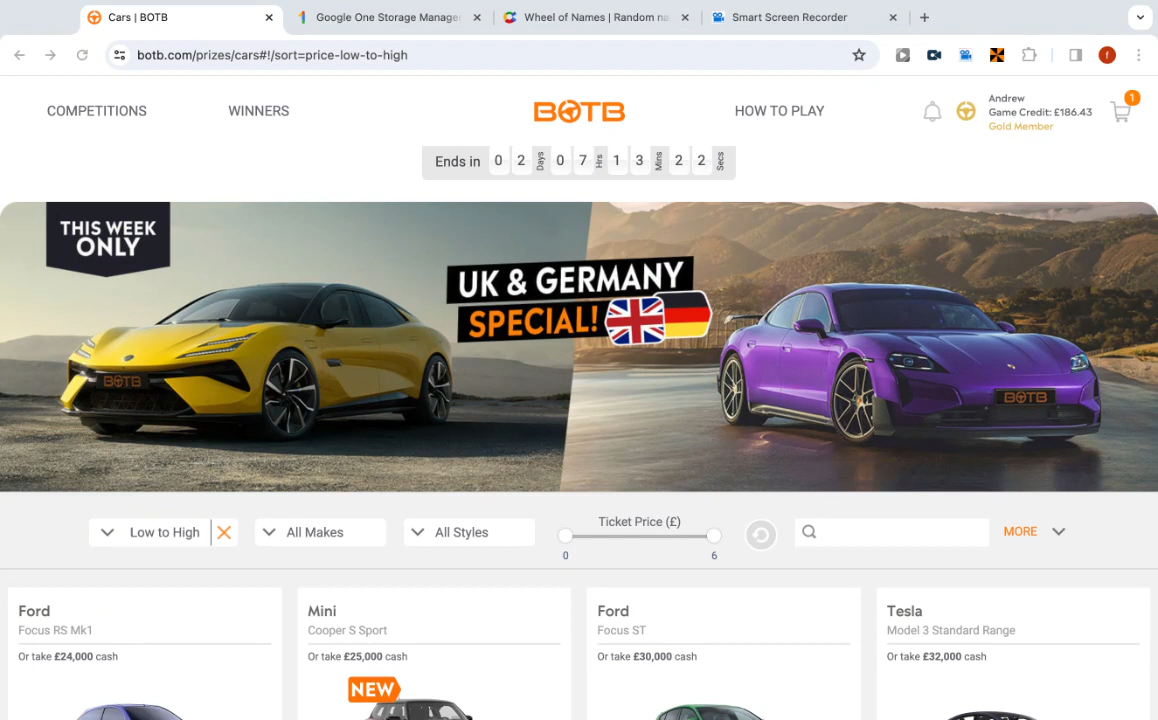 Cars | BOTB
Google One Storage Manage
Wheel of Names | Random na
Smart Screen Recorder
botb.com/prizes/cars#!/sort=price-low-to-high
f
COMPETITIONS
WINNERS
BOTB
HOW TO PLAY
Andrew
Game Credit: £186.43
Gold Member
1
Ends in 0 2 Days 0 7 Hrs 1 3 Mins 2 2 Secs
THIS WEEK
ONLY
UK & GERMANY
SPECIAL!
BOTB
BOTB
Low to High
All Makes
All Styles
Ticket Price (£)
0
6
MORE
Ford
Focus RS Mk1
Or take £24,000 cash
Mini
Cooper S Sport
Or take £25,000 cash
NEW
Ford
Focus ST
Or take £30,000 cash
Tesla
Model 3 Standard Range
Or take £32,000 cash